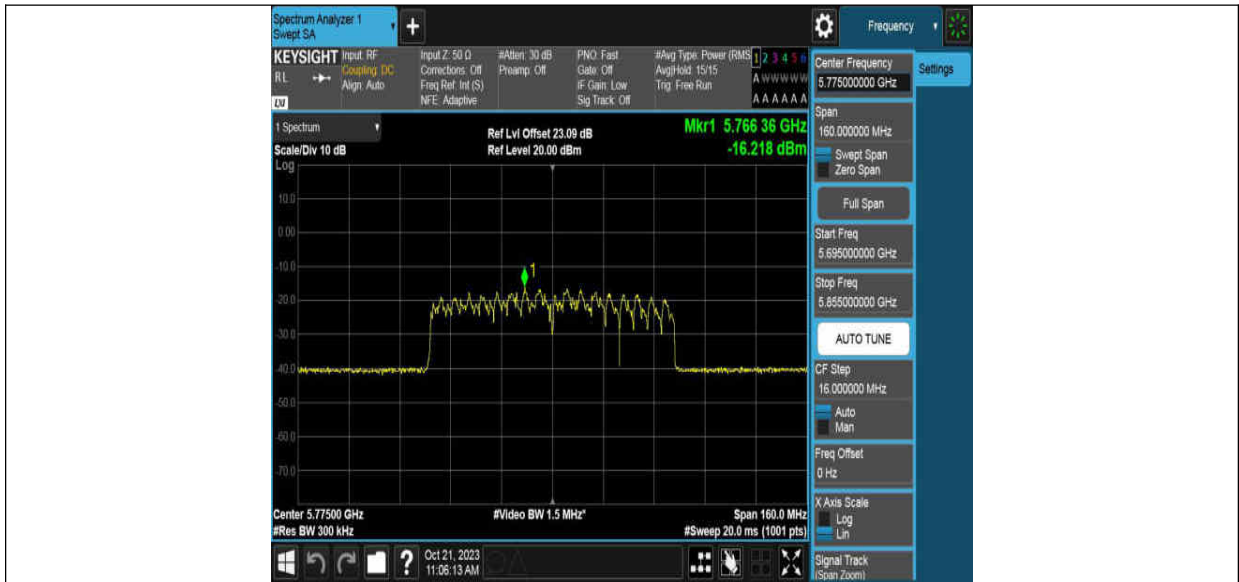 Spectrum Analyzer 1
Swept SA
+
Frequency
KEYSIGHT
RL
LXI
Input: RF
Coupling: DC
Align: Auto
Input Z: 50 Ω
Corrections: Off
Freq Ref: Int (S)
NFE: Adaptive
#Atten: 30 dB
Preamp: Off
PNO: Fast
Gate: Off
IF Gain: Low
Sig Track: Off
#Avg Type: Power (RMS
Avg|Hold: 15/15
Trig: Free Run
1 2 3 4 5 6
A W W W W W
A A A A A A
1 Spectrum
Scale/Div 10 dB
Log
Ref Lvl Offset 23.09 dB
Ref Level 20.00 dBm
Mkr1 5.766 36 GHz
-16.218 dBm
10.0
0.00
-10.0
-20.0
-30.0
-40.0
-50.0
-60.0
-70.0
1
Center 5.77500 GHz
#Res BW 300 kHz
#Video BW 1.5 MHz*
Span 160.0 MHz
#Sweep 20.0 ms (1001 pts)
?
Oct 21, 2023
11:06:13 AM
Center Frequency
5.775000000 GHz
Settings
Span
160.000000 MHz
Swept Span
Zero Span
Full Span
Start Freq
5.695000000 GHz
Stop Freq
5.855000000 GHz
AUTO TUNE
CF Step
16.000000 MHz
Auto
Man
Freq Offset
0 Hz
X Axis Scale
Log
Lin
Signal Track
(Span Zoom)